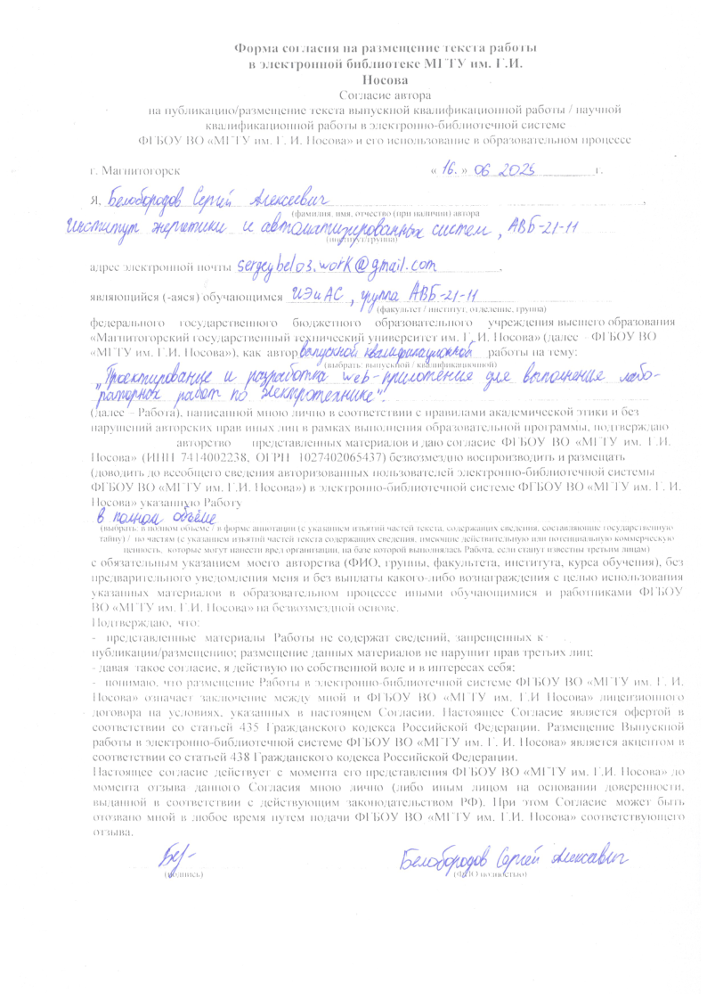 Форма согласия на размещение текста работы
в электронной библиотеке МГТУ им. Г.И.
Носова
Согласие автора
на публикацию/размещение текста выпускной квалификационной работы / научной
квалификационной работы в электронно-библиотечной системе
ФГБОУ ВО «МГТУ им. Г. И. Носова» и его использование в образовательном процессе
г. Магнитогорск « 16. » 06 2025 г.
Я, Белобородов Сергей Алексеевич ,
(фамилия, имя, отчество (при наличии) автора
Институт энергетики и автоматизированных систем, АВБ-21-11
(институт/группа)
адрес электронной почты sergeybelo3.work@gmail.com ,
являющийся (-аяся) обучающимся ИЭиАС, группа АВБ-21-11
(факультет / институт, отделение, группа)
федерального государственного бюджетного образовательного учреждения высшего образования
«Магнитогорский государственный технический университет им. Г. И. Носова» (далее – ФГБОУ ВО
«МГТУ им. Г.И. Носова»), как автор выпускной квалификационной работы на тему:
(выбрать: выпускной / квалификационной)
"Проектирование и разработка web-приложения для выполнения лабо-
раторных работ по электротехнике".
(далее – Работа), написанной мною лично в соответствии с правилами академической этики и без
нарушений авторских прав иных лиц в рамках выполнения образовательной программы, подтверждаю
авторство представленных материалов и даю согласие ФГБОУ ВО «МГТУ им. Г.И.
Носова» (ИНН 7414002238, ОГРН 1027402065437) безвозмездно воспроизводить и размещать
(доводить до всеобщего сведения авторизованных пользователей электронно-библиотечной системы
ФГБОУ ВО «МГТУ им. Г.И. Носова») в электронно-библиотечной системе ФГБОУ ВО «МГТУ им. Г. И.
Носова» указанную Работу
в полном объёме
(выбрать: в полном объеме / в форме аннотации (с указанием изъятий частей текста, содержащих сведения, составляющие государственную
тайну) / по частям (с указанием изъятий частей текста содержащих сведения, имеющие действительную или потенциальную коммерческую
ценность, которые могут нанести вред организации, на базе которой выполнялась Работа, если станут известны третьим лицам)
с обязательным указанием моего авторства (ФИО, группы, факультета, института, курса обучения), без
предварительного уведомления меня и без выплаты какого-либо вознаграждения с целью использования
указанных материалов в образовательном процессе иными обучающимися и работниками ФГБОУ
ВО «МГТУ им. Г.И. Носова» на безвозмездной основе.
Подтверждаю, что:
- представленные материалы Работы не содержат сведений, запрещенных к
публикации/размещению; размещение данных материалов не нарушит прав третьих лиц;
- давая такое согласие, я действую по собственной воле и в интересах себя;
- понимаю, что размещение Работы в электронно-библиотечной системе ФГБОУ ВО «МГТУ им. Г. И.
Носова» означает заключение между мной и ФГБОУ ВО «МГТУ им. Г.И Носова» лицензионного
договора на условиях, указанных в настоящем Согласии. Настоящее Согласие является офертой в
соответствии со статьей 435 Гражданского кодекса Российской Федерации. Размещение Выпускной
работы в электронно-библиотечной системе ФГБОУ ВО «МГТУ им. Г. И. Носова» является акцептом в
соответствии со статьей 438 Гражданского кодекса Российской Федерации.
Настоящее согласие действует с момента его представления ФГБОУ ВО «МГТУ им. Г.И. Носова» до
момента отзыва данного Согласия мною лично (либо иным лицом на основании доверенности,
выданной в соответствии с действующим законодательством РФ). При этом Согласие может быть
отозвано мной в любое время путем подачи ФГБОУ ВО «МГТУ им. Г.И. Носова» соответствующего
отзыва.
Белобородов Сергей Алексеевич
(подпись) (ФИО полностью)